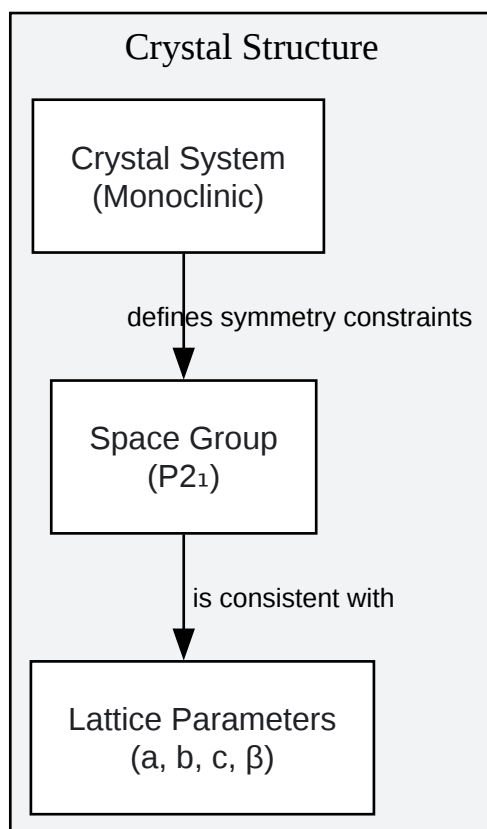 Crystal Structure
Crystal System
(Monoclinic)
defines symmetry constraints
Space Group
(P2₁)
is consistent with
Lattice Parameters
(a, b, c, β)